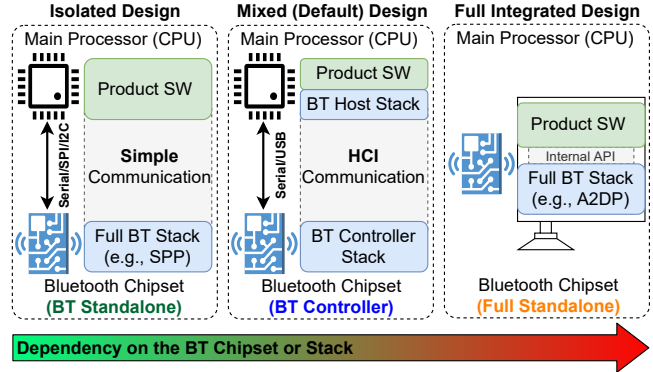 Isolated Design
Main Processor (CPU)
Product SW
Serial/SPI/I2C
Simple
Communication
Full BT Stack
(e.g., SPP)
Bluetooth Chipset
(BT Standalone)
Mixed (Default) Design
Main Processor (CPU)
Product SW
BT Host Stack
Serial/USB
HCI
Communication
BT Controller
Stack
Bluetooth Chipset
(BT Controller)
Full Integrated Design
Main Processor (CPU)
Product SW
Internal API
Full BT Stack
(e.g., A2DP)
Bluetooth Chipset
(Full Standalone)
Dependency on the BT Chipset or Stack